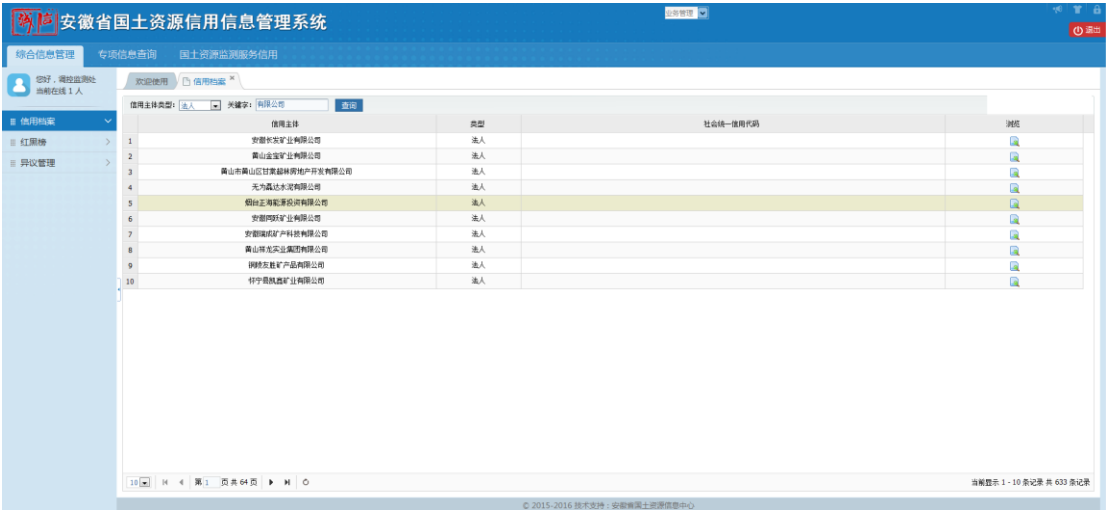 安徽省国土资源信用信息管理系统
业务管理
退出
综合信息管理 专项信息查询 国土资源监测服务信用
您好，调控监测处
当前在线 1 人
欢迎使用 信用档案 ×
信用主体类型： 法人 关键字： 有限公司 查询
信用档案
红黑榜
异议管理
信用主体 类型 社会统一信用代码 浏览
1 安徽长发矿业有限公司 法人
2 黄山金宝矿业有限公司 法人
3 黄山市黄山区甘棠超林房地产开发有限公司 法人
4 无为磊达水泥有限公司 法人
5 烟台正海能源投资有限公司 法人
6 安徽同跃矿业有限公司 法人
7 安徽瑞成矿产科技有限公司 法人
8 黄山祥龙实业集团有限公司 法人
9 铜陵友胜矿产品有限公司 法人
10 怀宁县凯鑫矿业有限公司 法人
10 第 1 页共 64 页 当前显示 1 - 10 条记录 共 633 条记录
© 2015-2016 技术支持：安徽省国土资源信息中心